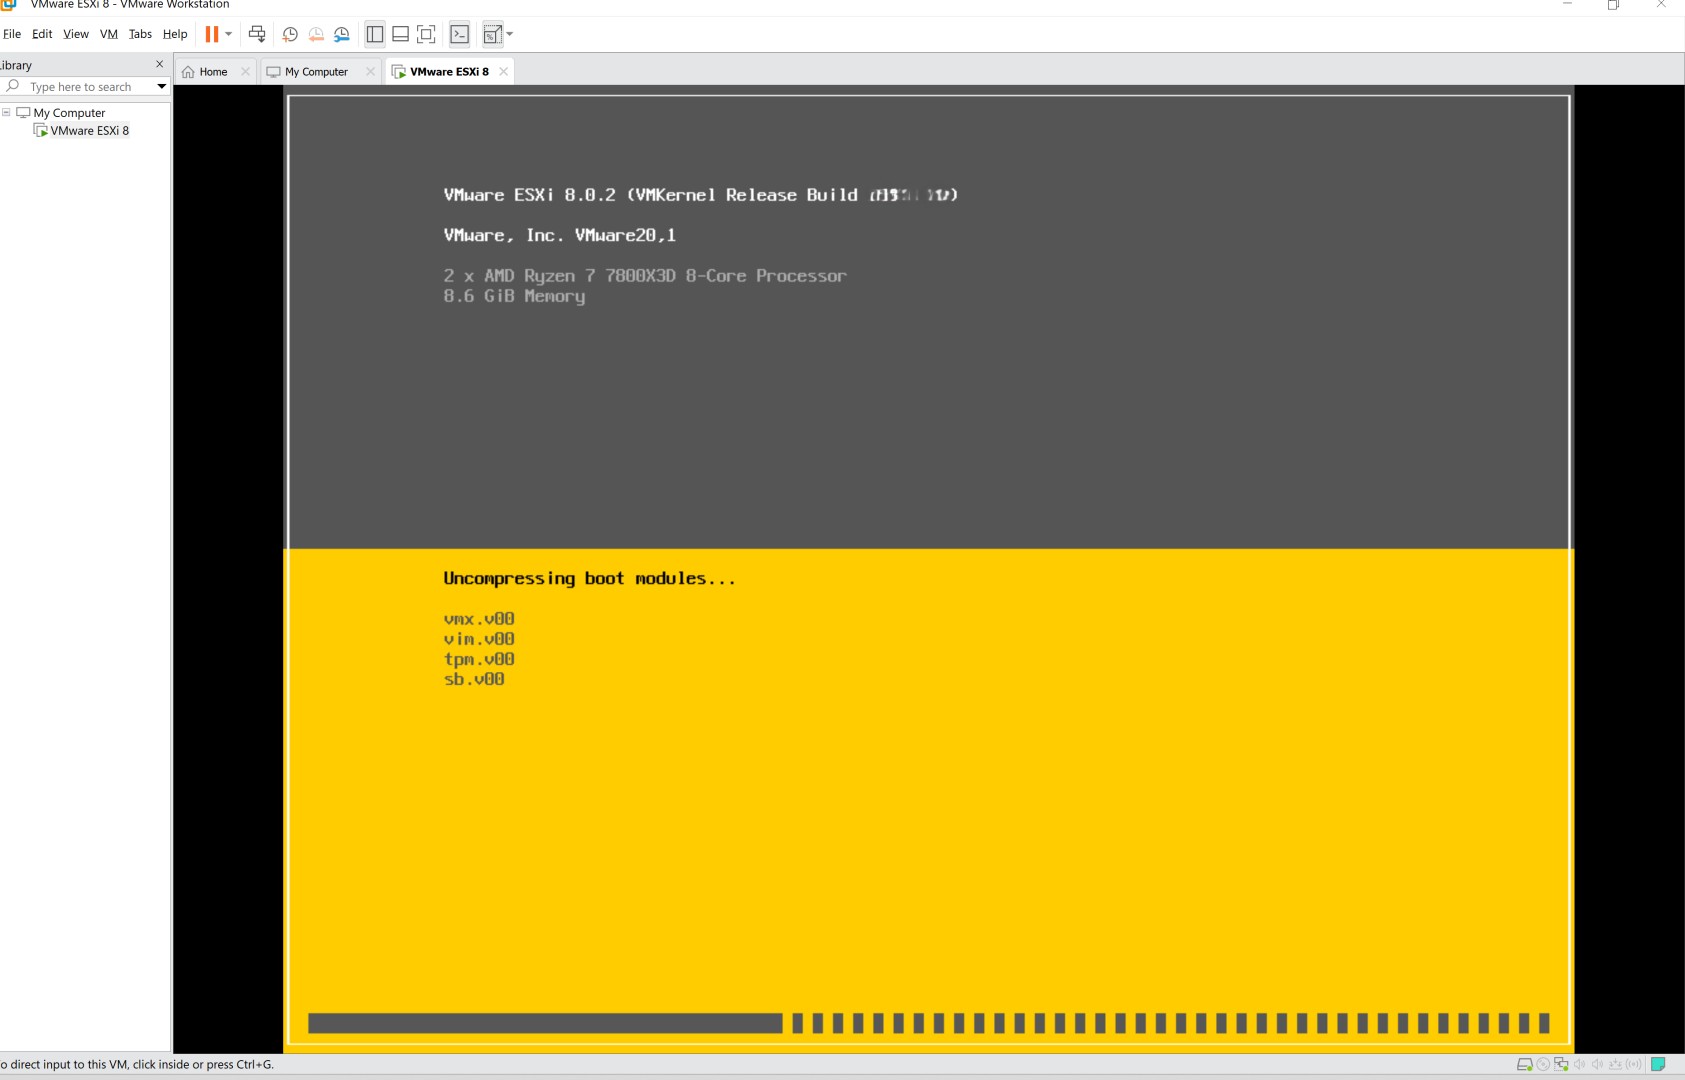 VMware ESXi 8 - VMware Workstation
File Edit View VM Tabs Help
ibrary
Home My Computer VMware ESXi 8
Type here to search
My Computer
VMware ESXi 8
VMware ESXi 8.0.2 (VMKernel Release Build )
VMware, Inc. VMware20,1
2 x AMD Ryzen 7 7800X3D 8-Core Processor
8.6 GiB Memory
Uncompressing boot modules...
vmx.v00
vim.v00
tpm.v00
sb.v00
o direct input to this VM, click inside or press Ctrl+G.